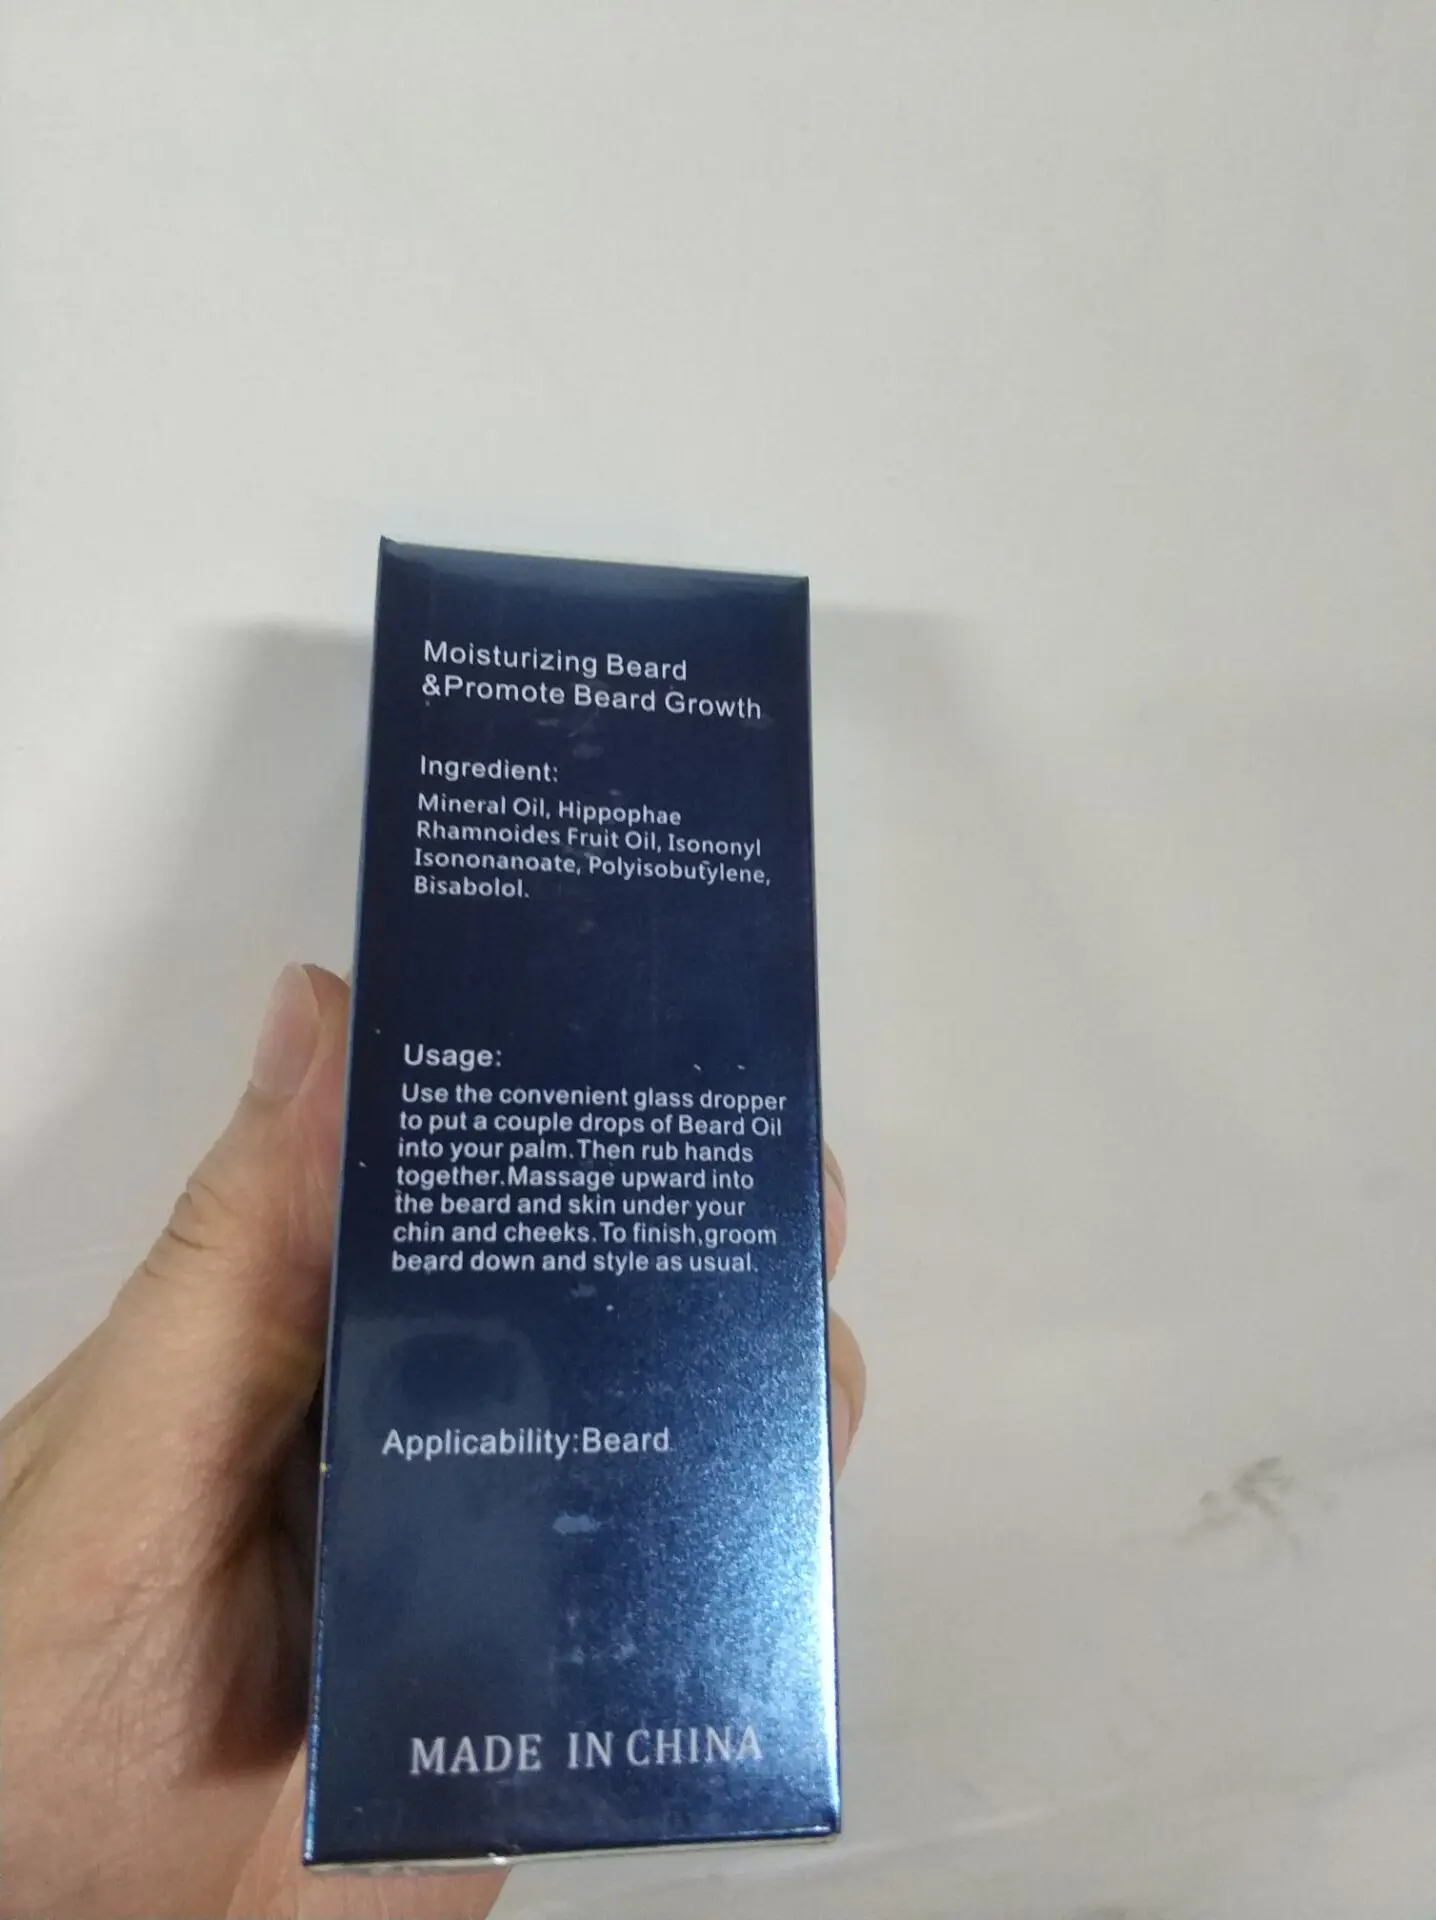 Moisturizing Beard
&Promote Beard Growth
Ingredient:
Mineral Oil, Hippophae
Rhamnoides Fruit Oil, Isononyl
Isononanoate, Polyisobutylene,
Bisabolol.
Usage:
Use the convenient glass dropper
to put a couple drops of Beard Oil
into your palm.Then rub hands
together.Massage upward into
the beard and skin under your
chin and cheeks.To finish,groom
beard down and style as usual.
Applicability:Beard
MADE IN CHINA